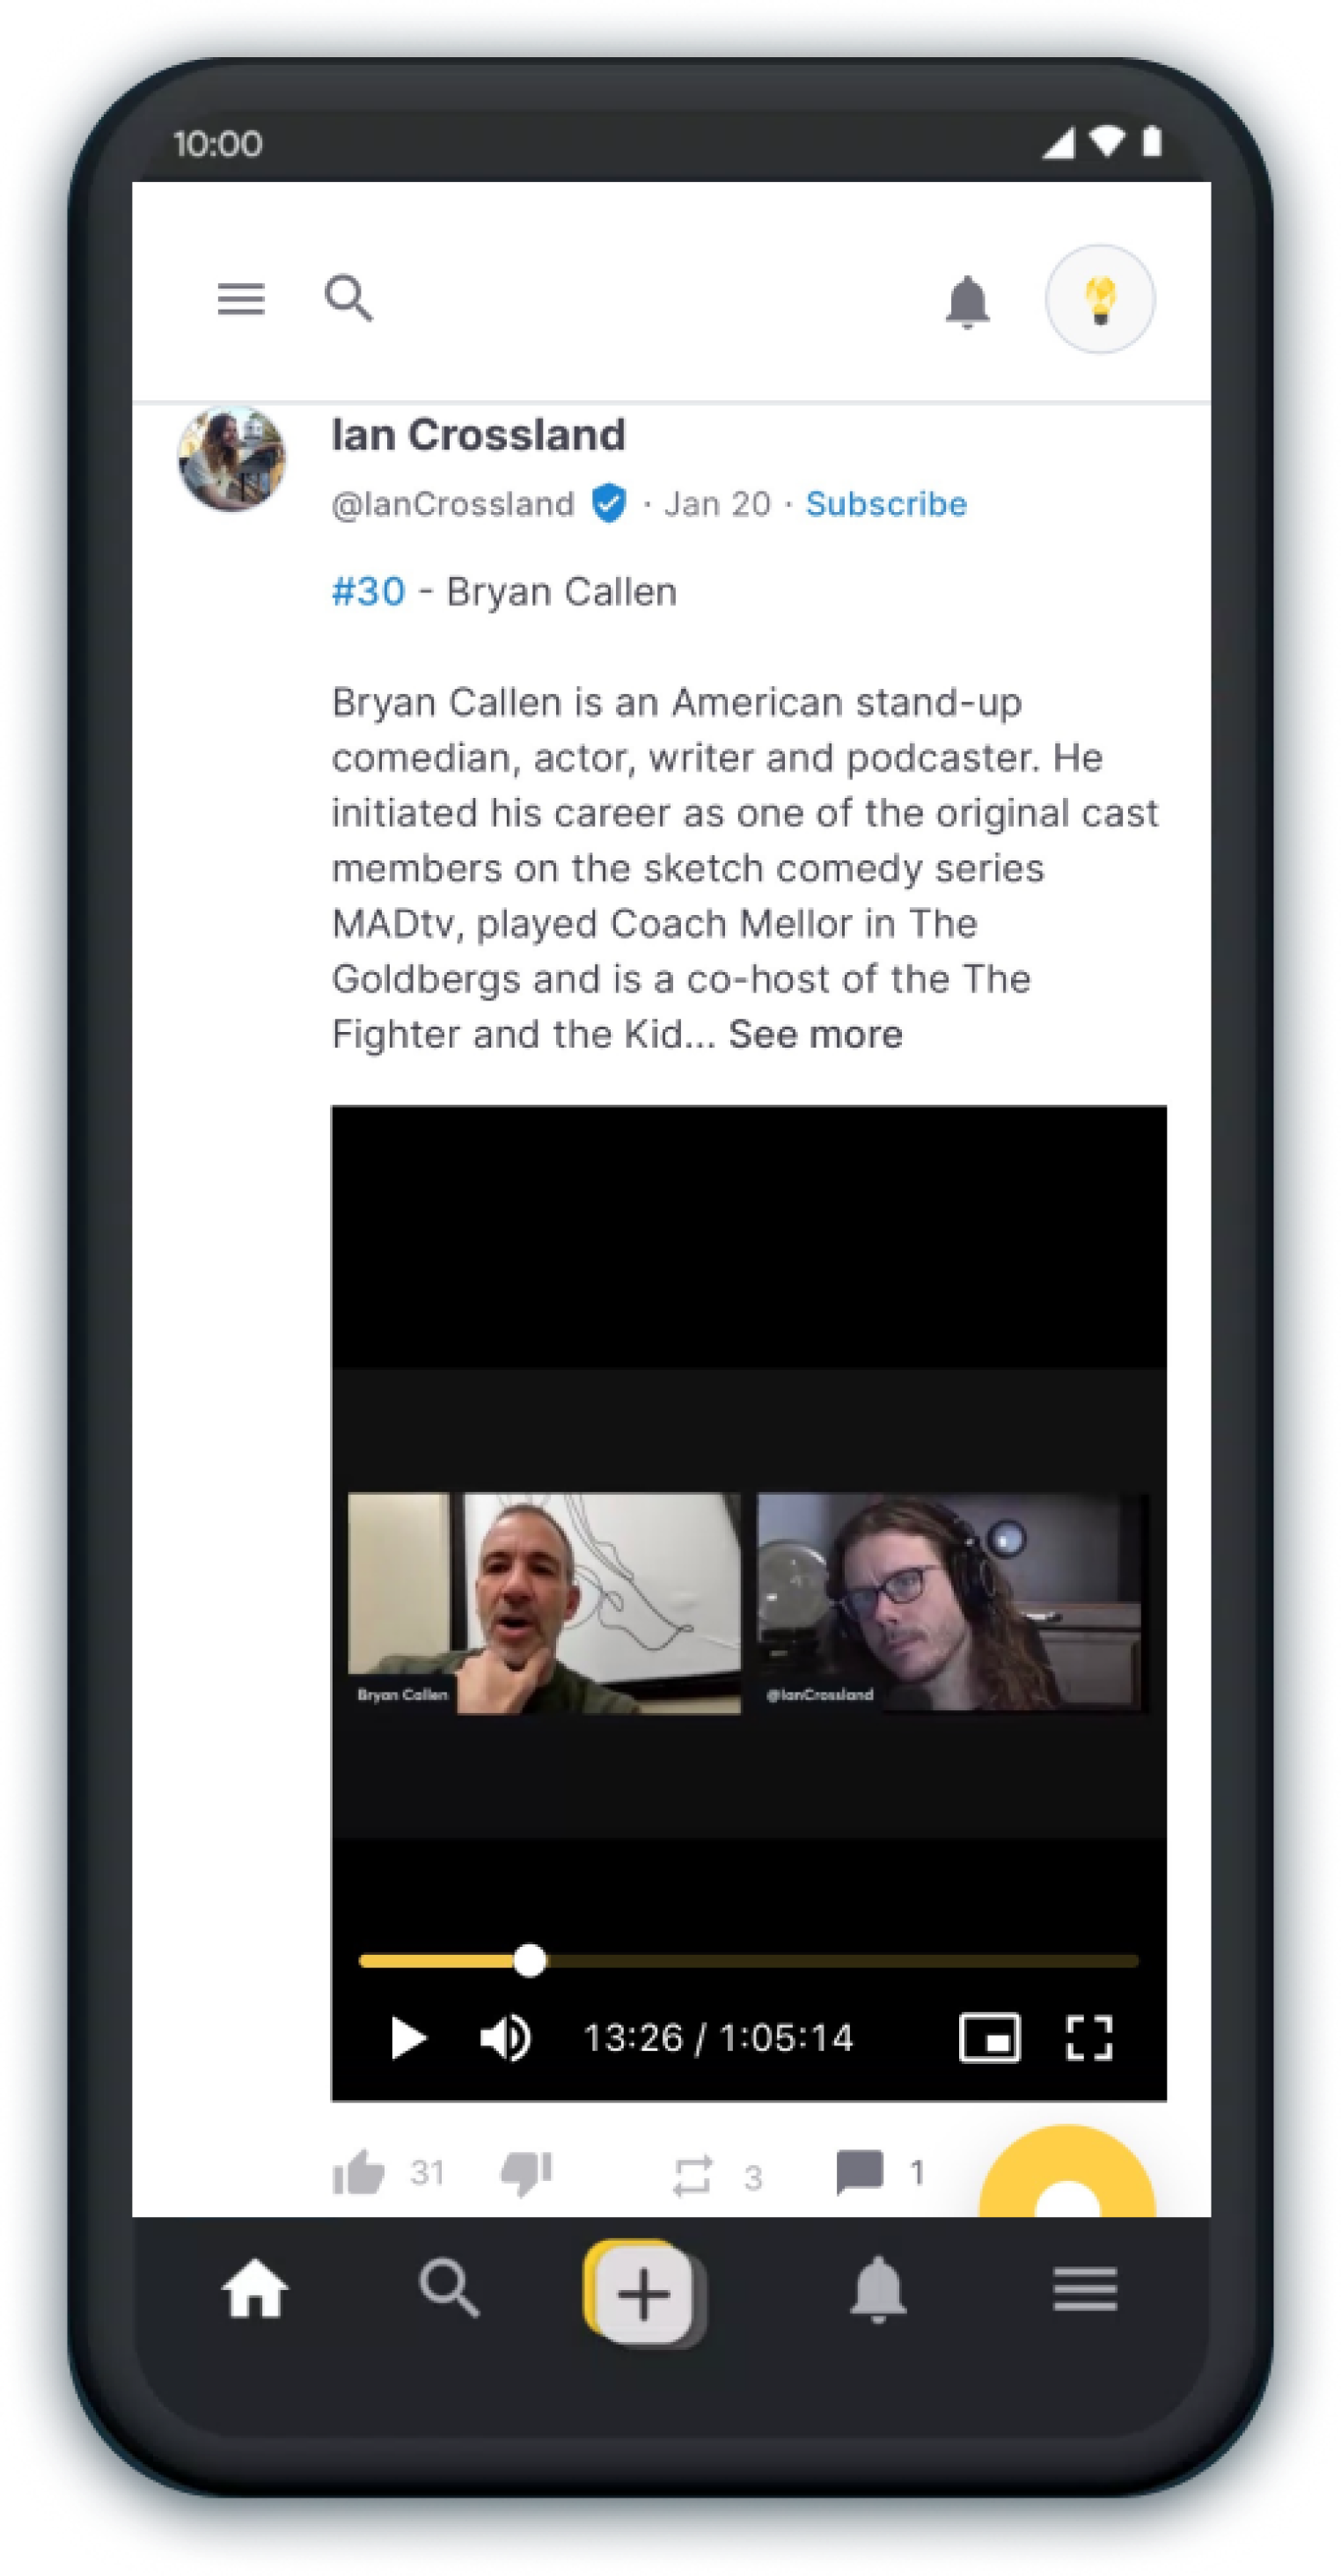 10:00
Ian Crossland
@IanCrossland · Jan 20 · Subscribe
#30 - Bryan Callen
Bryan Callen is an American stand-up
comedian, actor, writer and podcaster. He
initiated his career as one of the original cast
members on the sketch comedy series
MADtv, played Coach Mellor in The
Goldbergs and is a co-host of the The
Fighter and the Kid... See more
Bryan Callen
@IanCrossland
13:26 / 1:05:14
31 3 1